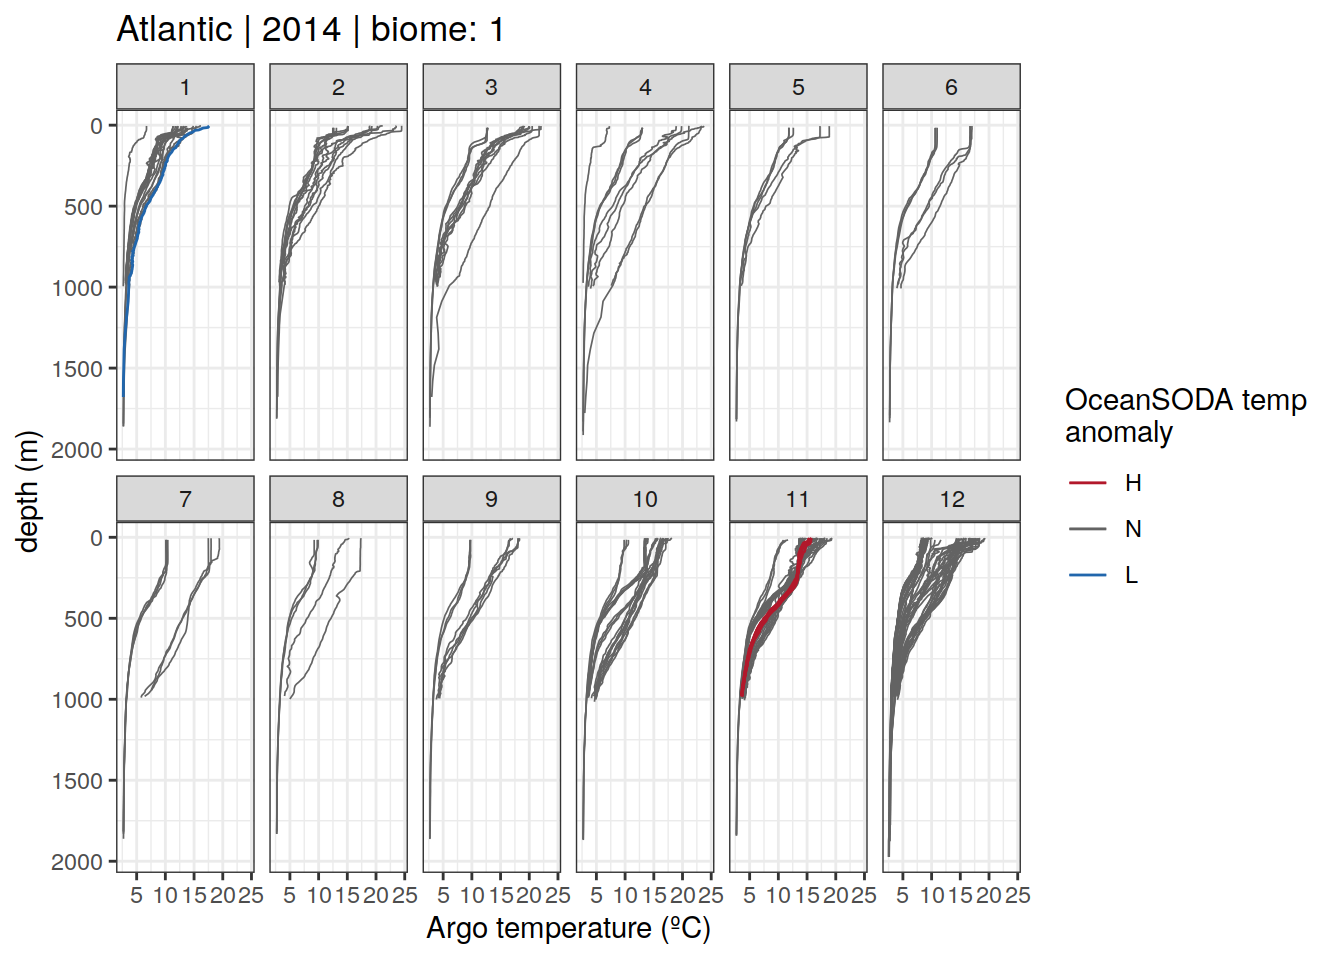 Atlantic | 2014 | biome: 1
1 2 3 4 5 6
0
500
1000
1500
2000
7 8 9 10 11 12
0
500
1000
1500
2000
5 10 15 20 25 5 10 15 20 25 5 10 15 20 25 5 10 15 20 25 5 10 15 20 25 5 10 15 20 25
Argo temperature (ºC)
depth (m)
OceanSODA temp
anomaly
H
N
L